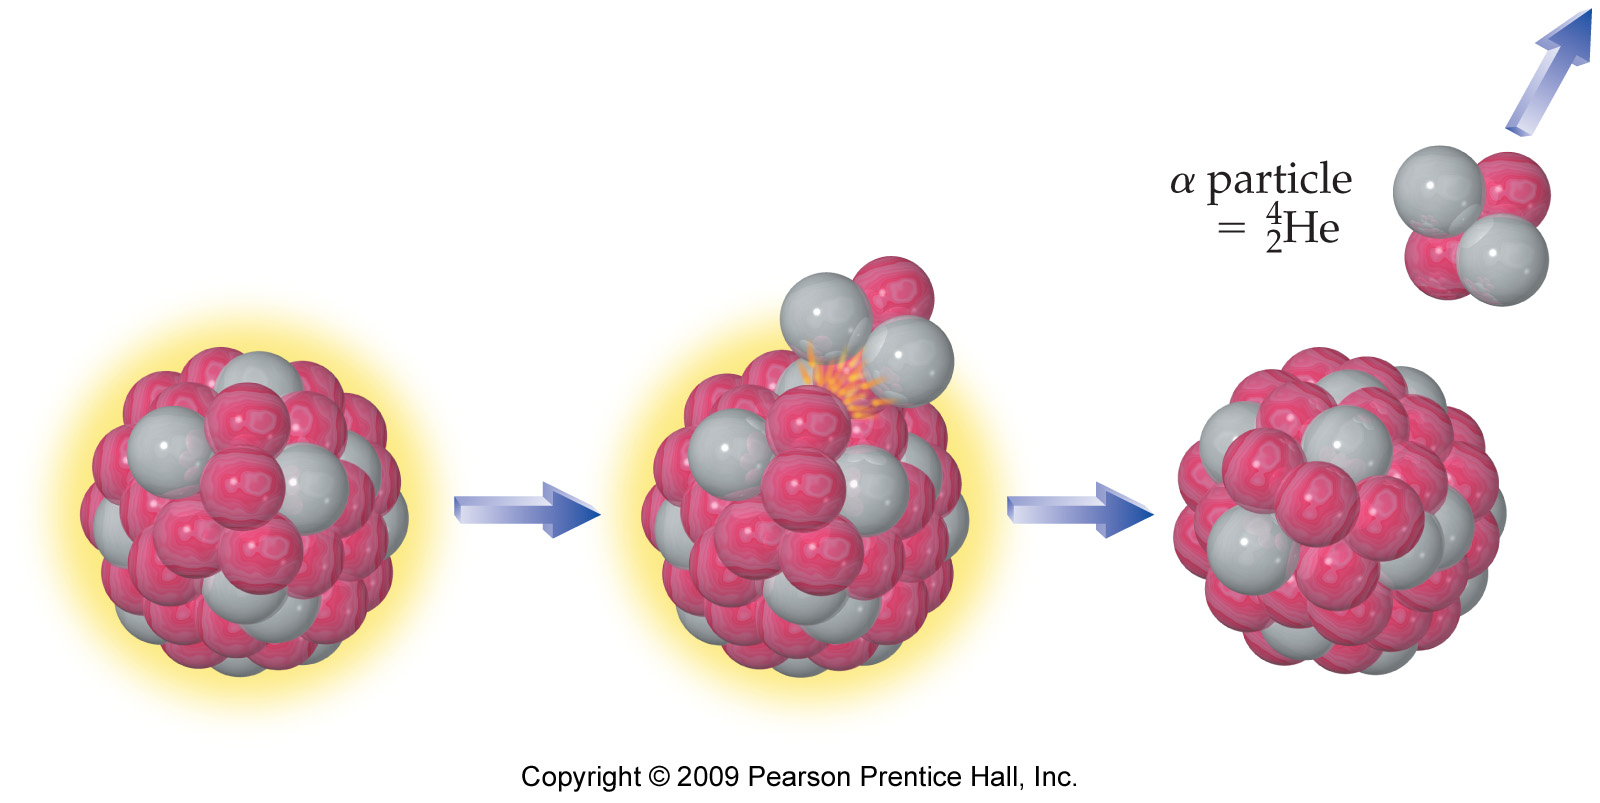 α particle
= ⁴₂He
Copyright © 2009 Pearson Prentice Hall, Inc.